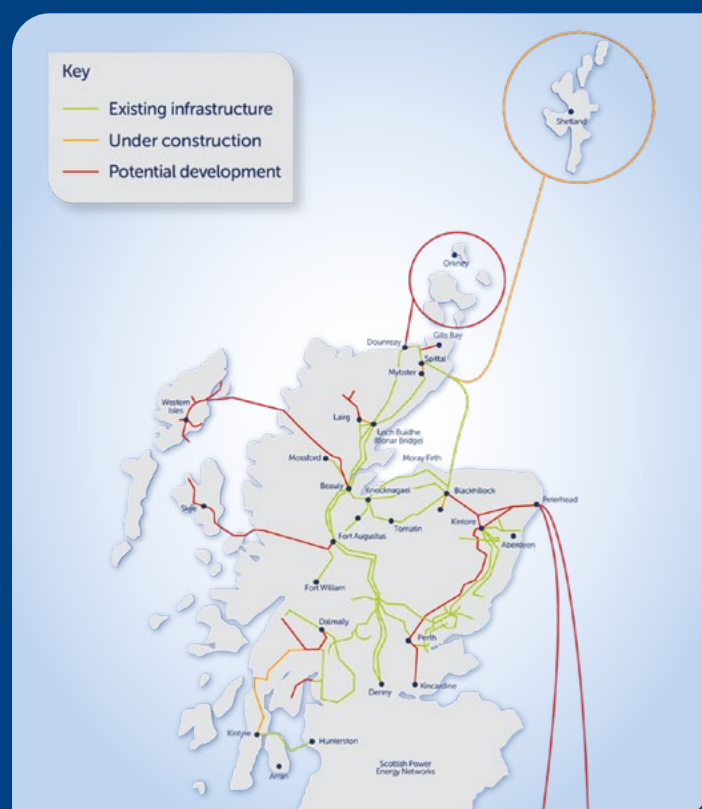 Key
Existing infrastructure
Under construction
Potential development
Shetland
Orkney
Gills Bay
Dounreay
Spittal
Mybster
Western
Isles
Lairg
Loch Buidhe
(Bonar Bridge)
Mossford
Moray Firth
Beauly
Knocknagael
Blackhillock
Peterhead
Skye
Tomatin
Kintore
Fort Augustus
Aberdeen
Fort William
Dalmally
Perth
Denny
Kincardine
Kintyre
Hunterston
Arran
Scottish Power
Energy Networks